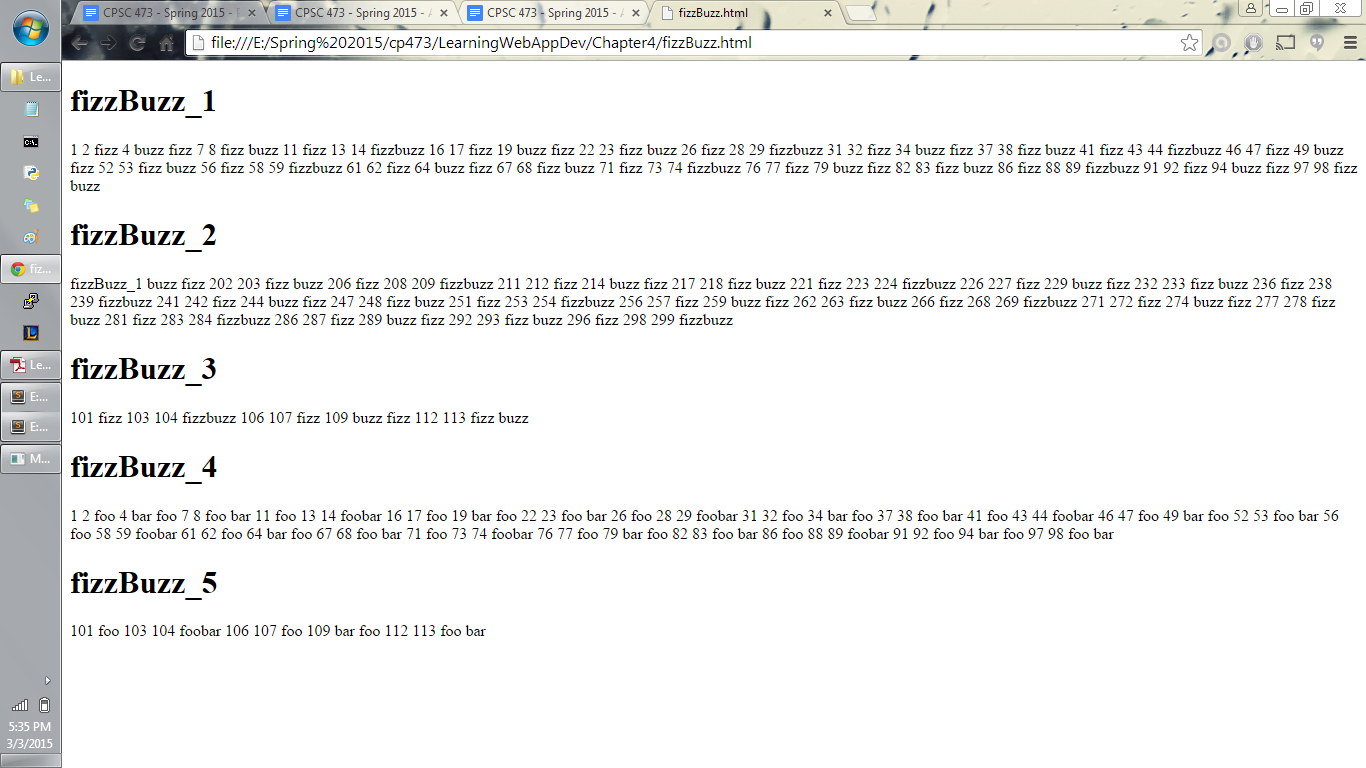 CPSC 473 - Spring 2015 -
CPSC 473 - Spring 2015 - A
CPSC 473 - Spring 2015 - A
fizzBuzz.html
file:///E:/Spring%202015/cp473/LearningWebAppDev/Chapter4/fizzBuzz.html
Le...
C:\.
fiz...
L
Le...
E:...
E:...
M...
5:35 PM
3/3/2015
fizzBuzz_1
1 2 fizz 4 buzz fizz 7 8 fizz buzz 11 fizz 13 14 fizzbuzz 16 17 fizz 19 buzz fizz 22 23 fizz buzz 26 fizz 28 29 fizzbuzz 31 32 fizz 34 buzz fizz 37 38 fizz buzz 41 fizz 43 44 fizzbuzz 46 47 fizz 49 buzz
fizz 52 53 fizz buzz 56 fizz 58 59 fizzbuzz 61 62 fizz 64 buzz fizz 67 68 fizz buzz 71 fizz 73 74 fizzbuzz 76 77 fizz 79 buzz fizz 82 83 fizz buzz 86 fizz 88 89 fizzbuzz 91 92 fizz 94 buzz fizz 97 98 fizz
buzz
fizzBuzz_2
fizzBuzz_1 buzz fizz 202 203 fizz buzz 206 fizz 208 209 fizzbuzz 211 212 fizz 214 buzz fizz 217 218 fizz buzz 221 fizz 223 224 fizzbuzz 226 227 fizz 229 buzz fizz 232 233 fizz buzz 236 fizz 238
239 fizzbuzz 241 242 fizz 244 buzz fizz 247 248 fizz buzz 251 fizz 253 254 fizzbuzz 256 257 fizz 259 buzz fizz 262 263 fizz buzz 266 fizz 268 269 fizzbuzz 271 272 fizz 274 buzz fizz 277 278 fizz
buzz 281 fizz 283 284 fizzbuzz 286 287 fizz 289 buzz fizz 292 293 fizz buzz 296 fizz 298 299 fizzbuzz
fizzBuzz_3
101 fizz 103 104 fizzbuzz 106 107 fizz 109 buzz fizz 112 113 fizz buzz
fizzBuzz_4
1 2 foo 4 bar foo 7 8 foo bar 11 foo 13 14 foobar 16 17 foo 19 bar foo 22 23 foo bar 26 foo 28 29 foobar 31 32 foo 34 bar foo 37 38 foo bar 41 foo 43 44 foobar 46 47 foo 49 bar foo 52 53 foo bar 56
foo 58 59 foobar 61 62 foo 64 bar foo 67 68 foo bar 71 foo 73 74 foobar 76 77 foo 79 bar foo 82 83 foo bar 86 foo 88 89 foobar 91 92 foo 94 bar foo 97 98 foo bar
fizzBuzz_5
101 foo 103 104 foobar 106 107 foo 109 bar foo 112 113 foo bar